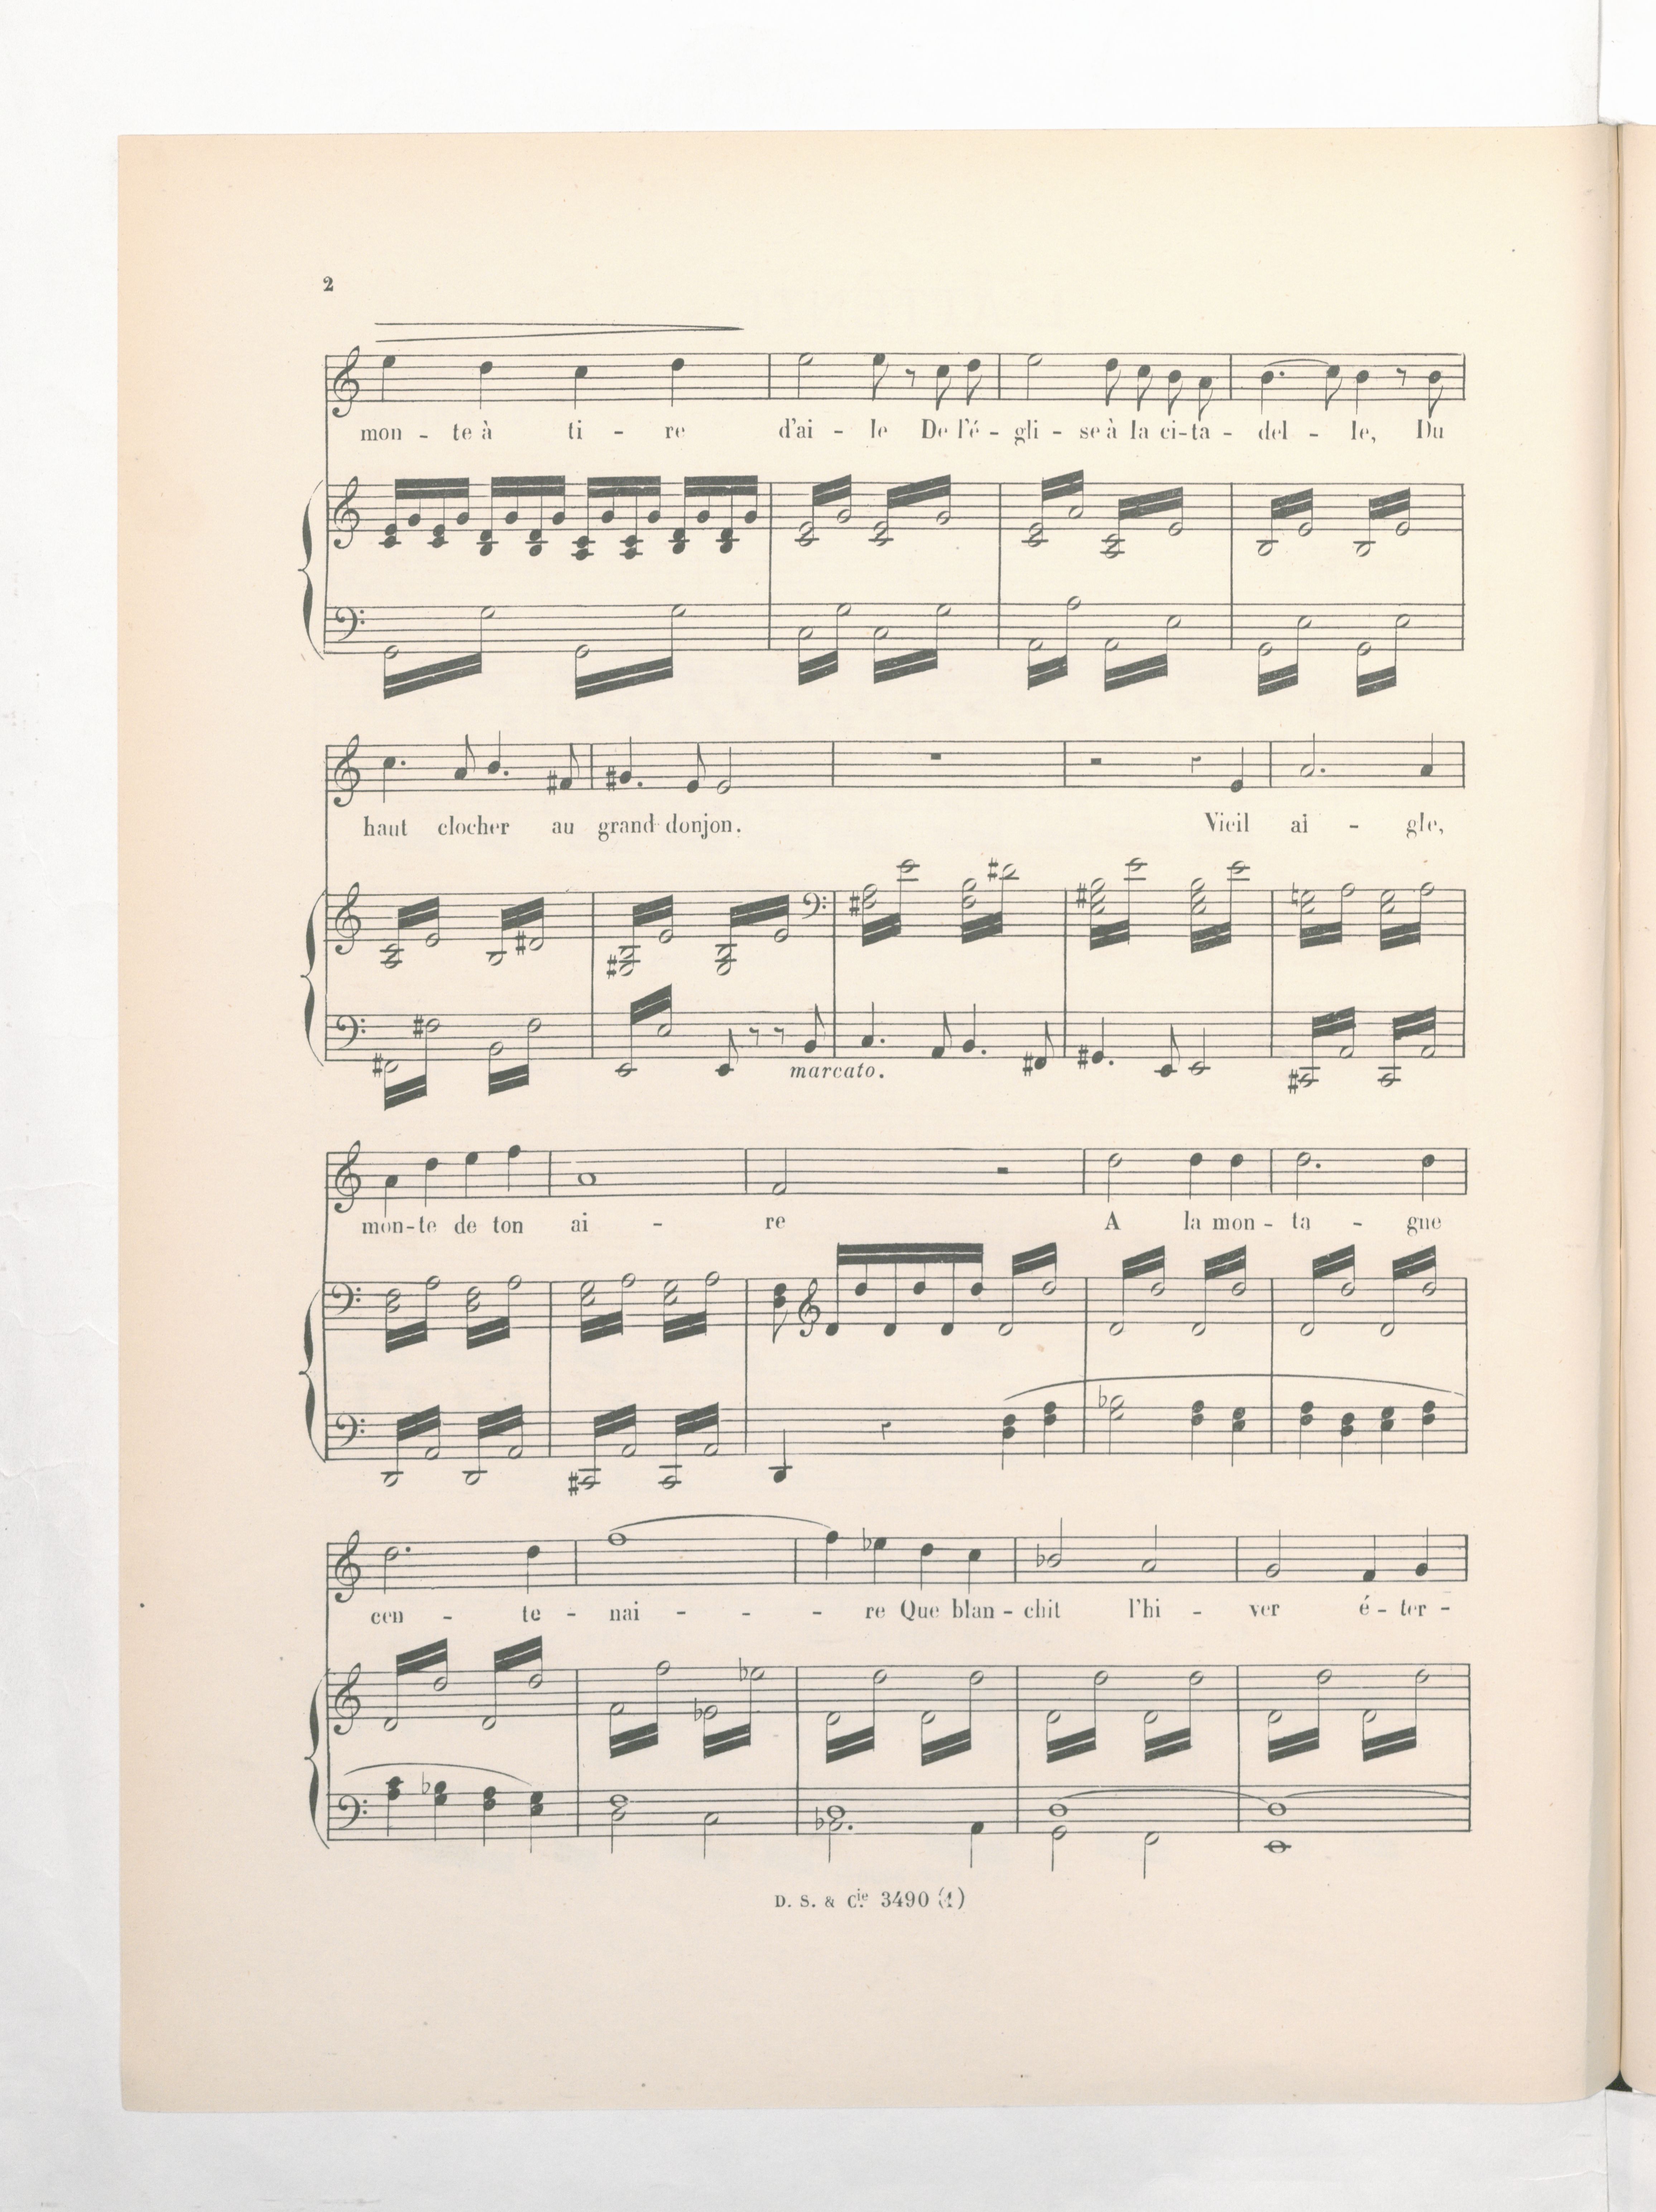 2
mon - te à ti - re d'ai - le De l'é - gli - se à la ci - ta - del - le, Du
haut clocher au grand donjon. Vieil ai - gle,
marcato.
mon - te de ton ai - re A la mon - ta - gne
cen - te - nai - - - re Que blan - chit l'hi - ver é - ter -
D. S. & Cie. 3490 (1)